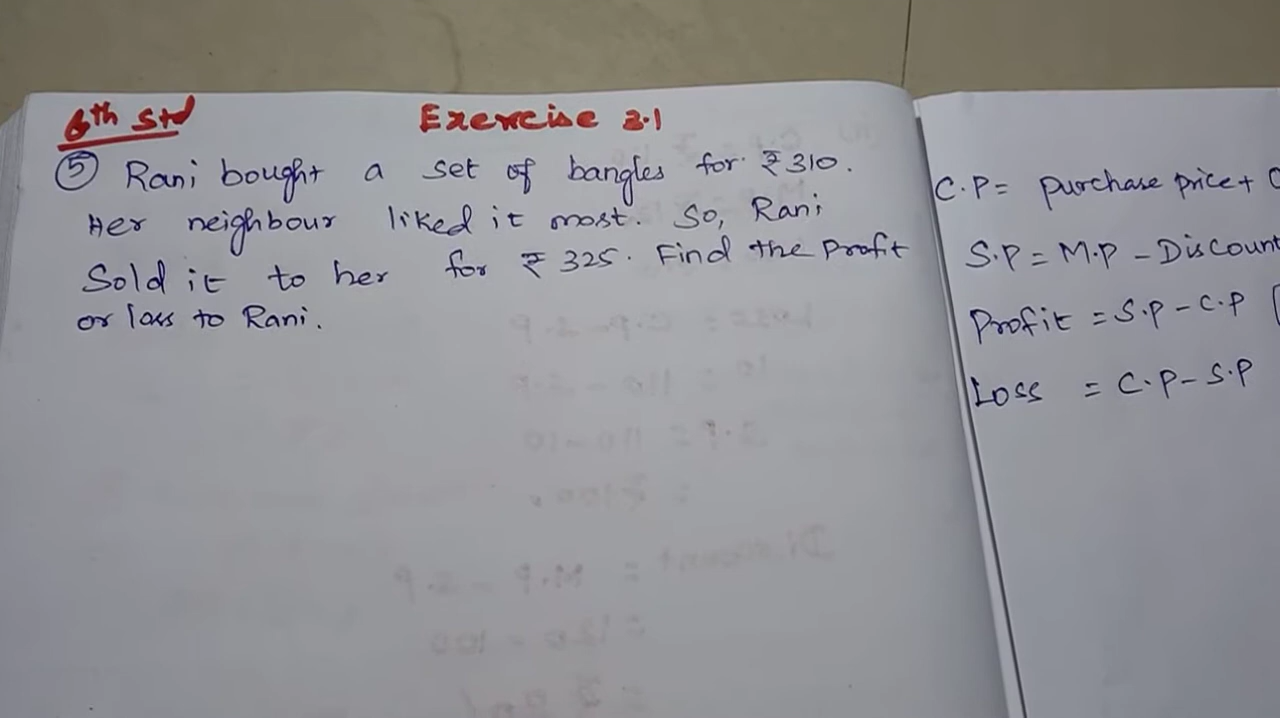 6th Std
Exercise 2.1
⑤ Rani bought a set of bangles for ₹310.
Her neighbour liked it most. So, Rani
Sold it to her for ₹ 325. Find the Profit
or loss to Rani.
C.P = purchase price +
S.P = M.P - Discount
Profit = S.P - C.P
Loss = C.P - S.P